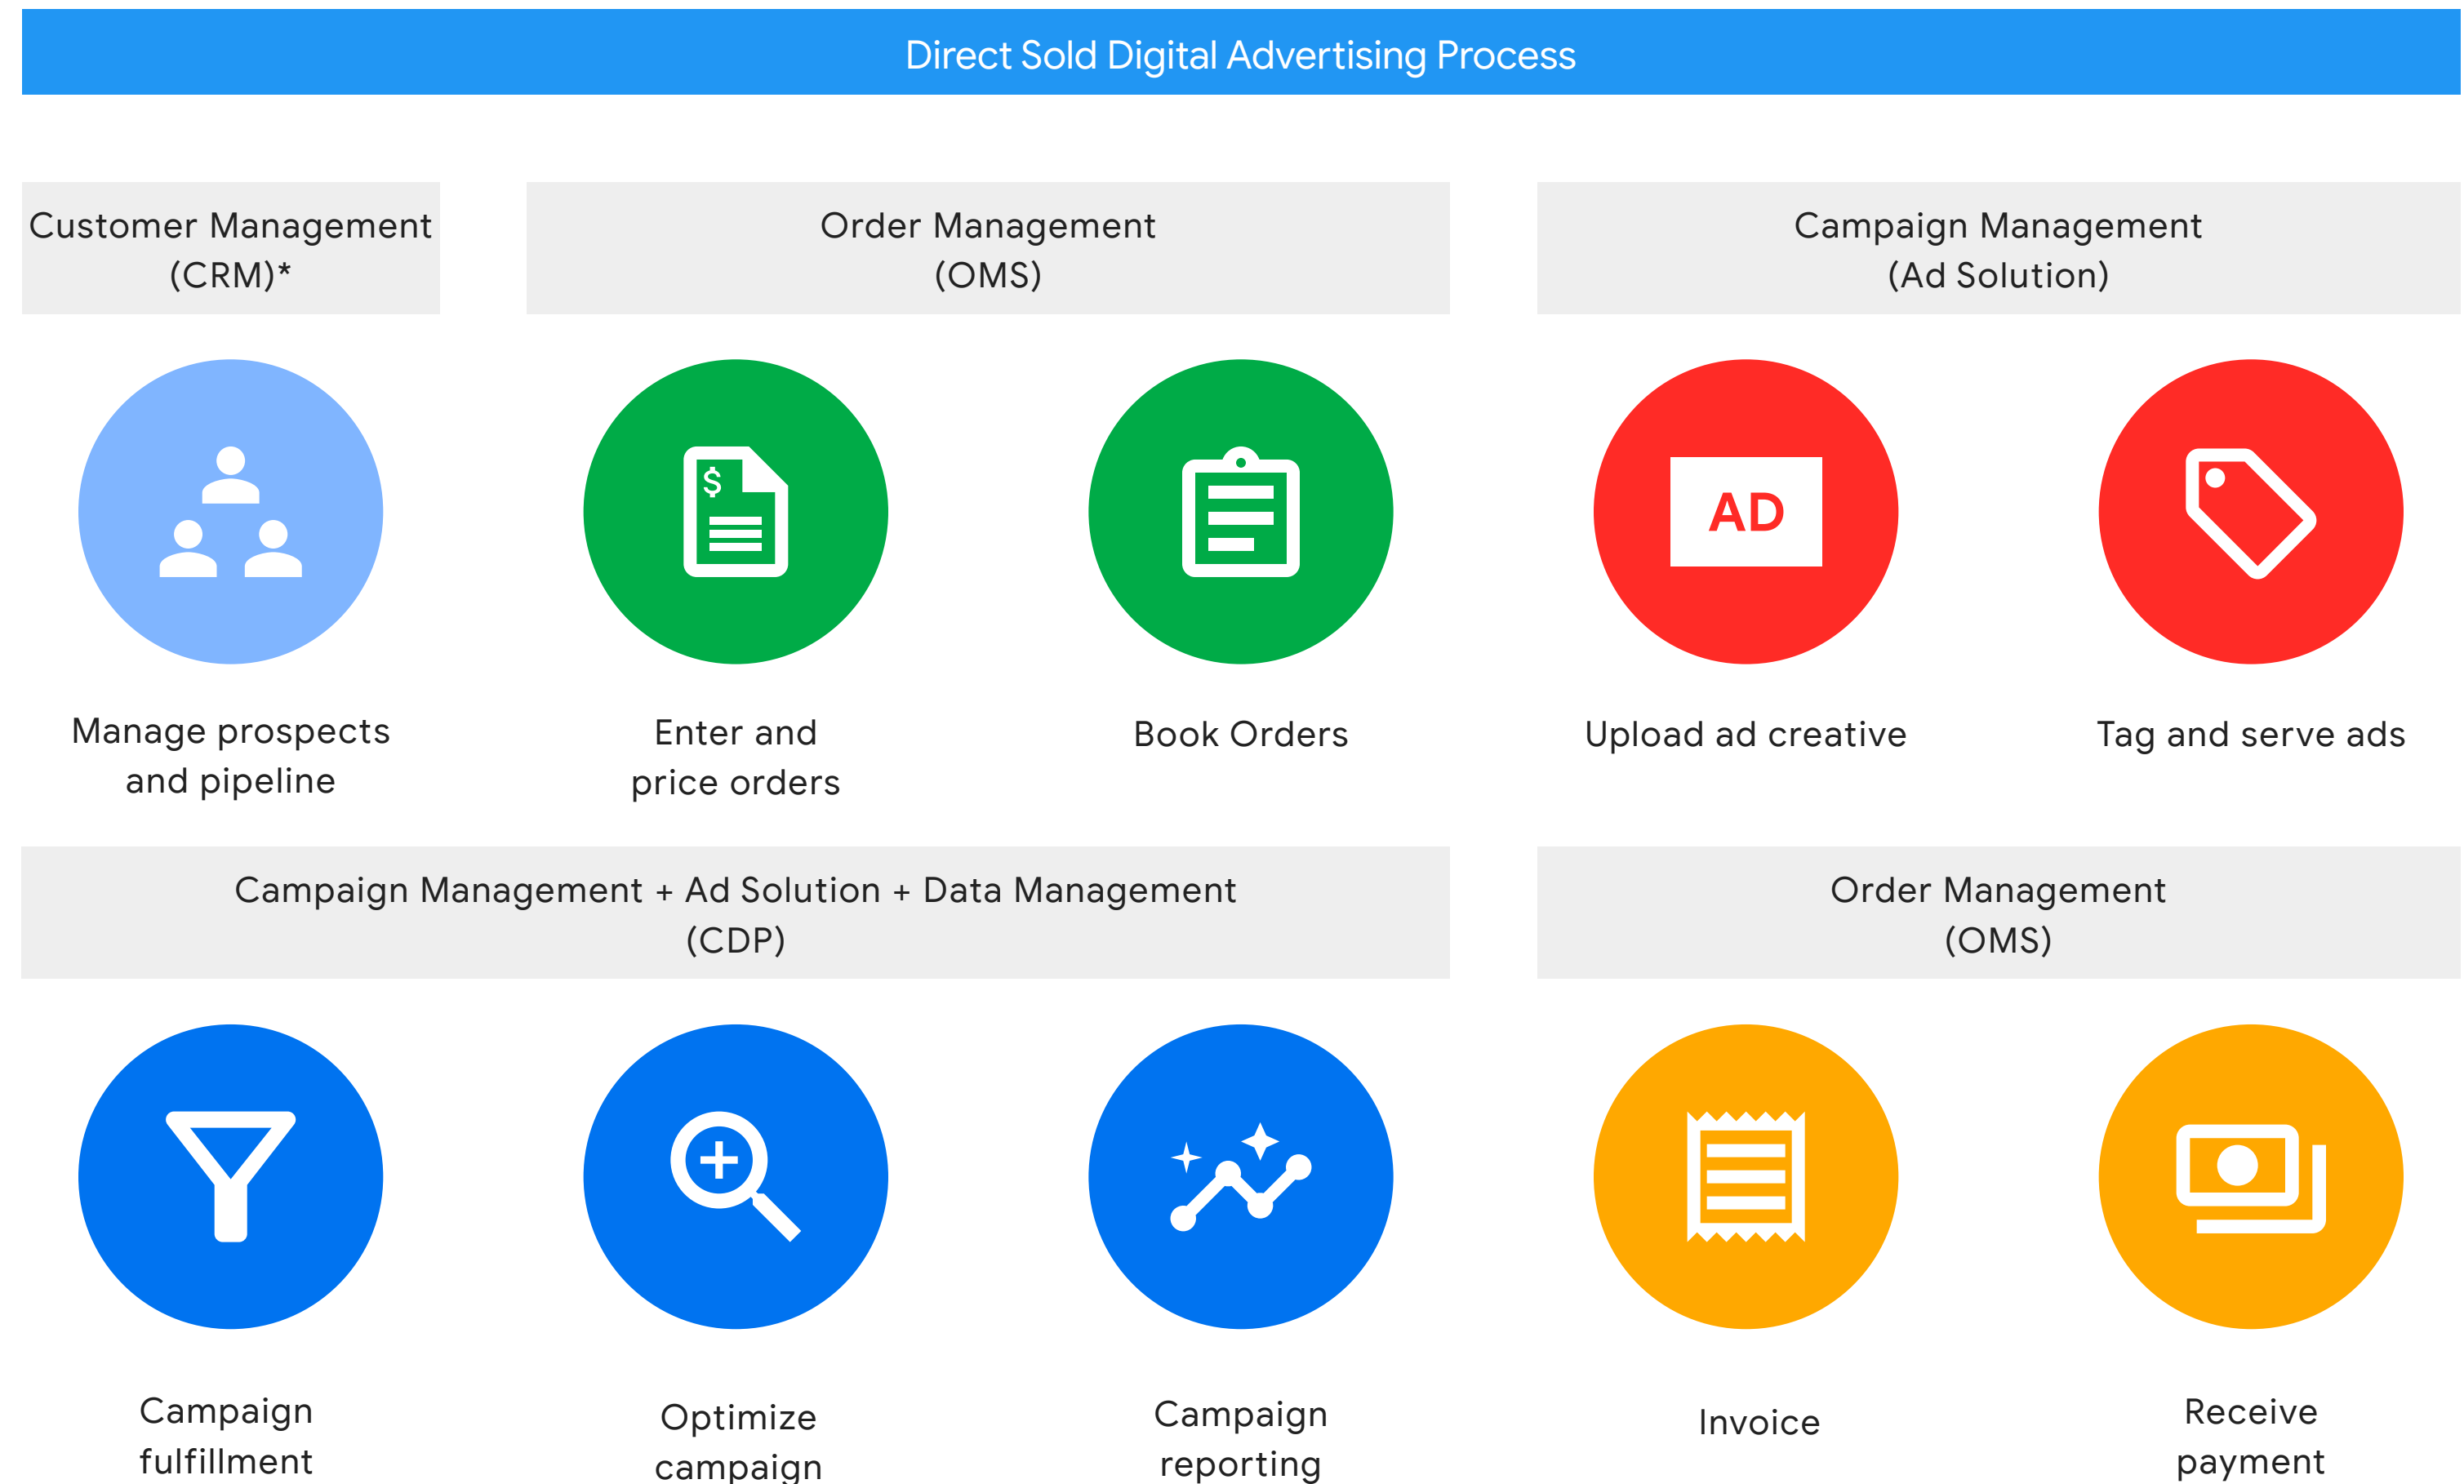 Direct Sold Digital Advertising Process
Customer Management
(CRM)*
Order Management
(OMS)
Campaign Management
(Ad Solution)
$
AD
Manage prospects
and pipeline
Enter and
price orders
Book Orders
Upload ad creative
Tag and serve ads
Campaign Management + Ad Solution + Data Management
(CDP)
Order Management
(OMS)
Campaign
fulfillment
Optimize
campaign
Campaign
reporting
Invoice
Receive
payment